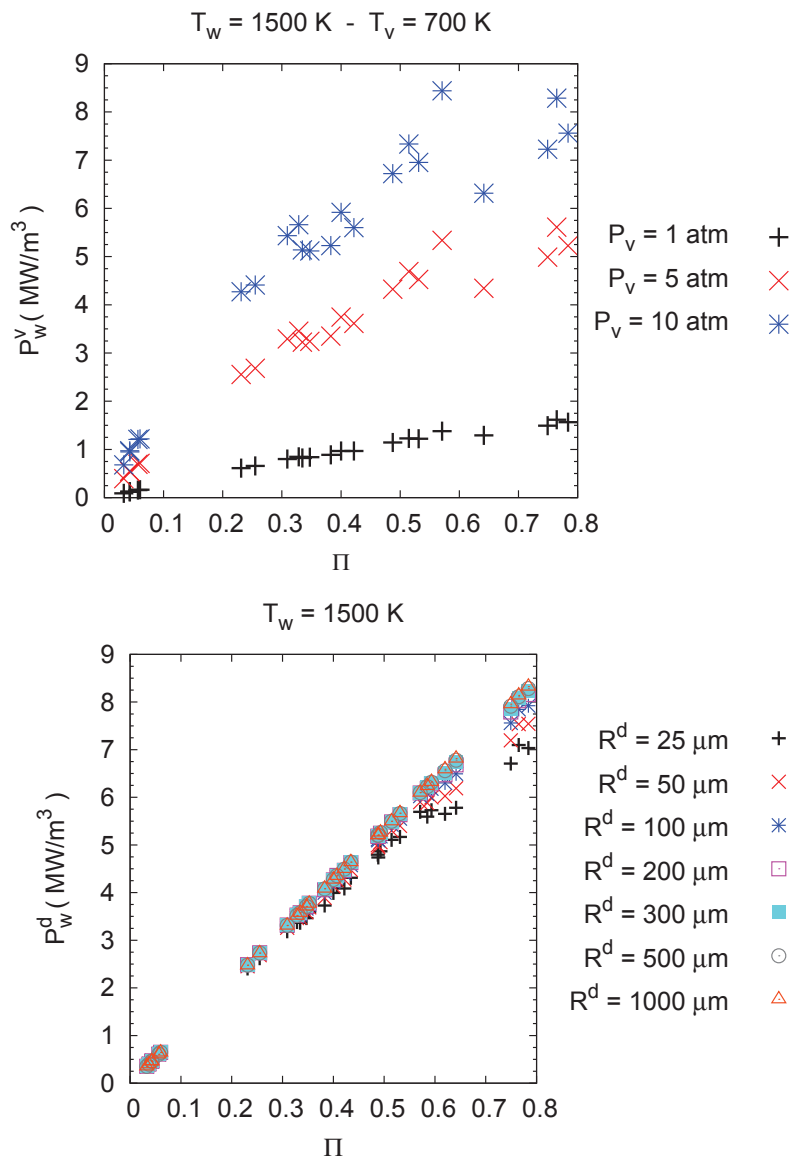 T_w = 1500 K - T_v = 700 K
9
8
7
6
5
4
3
2
1
0
P_w^v ( MW/m^3 )
0 0.1 0.2 0.3 0.4 0.5 0.6 0.7 0.8
Π
P_v = 1 atm
P_v = 5 atm
P_v = 10 atm
T_w = 1500 K
9
8
7
6
5
4
3
2
1
0
P_w^d ( MW/m^3 )
0 0.1 0.2 0.3 0.4 0.5 0.6 0.7 0.8
Π
R^d = 25 μm
R^d = 50 μm
R^d = 100 μm
R^d = 200 μm
R^d = 300 μm
R^d = 500 μm
R^d = 1000 μm